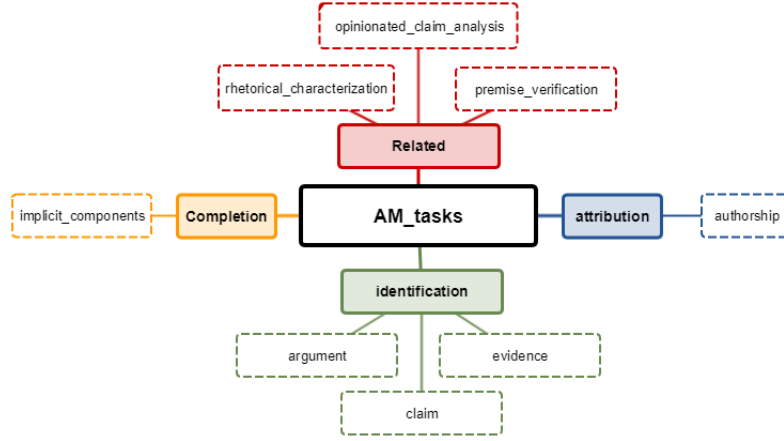 opinionated_claim_analysis
rhetorical_characterization
premise_verification
Related
implicit_components
Completion
AM_tasks
attribution
authorship
identification
argument
evidence
claim